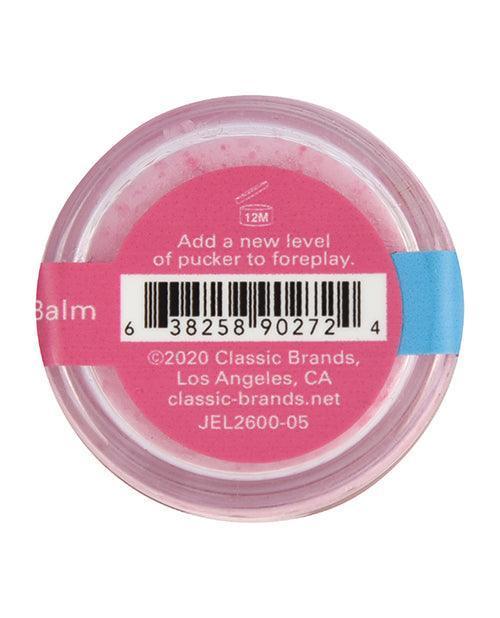 12M
Add a new level
of pucker to foreplay.
Balm
6 38258 90272 4
©2020 Classic Brands,
Los Angeles, CA
classic-brands.net
JEL2600-05